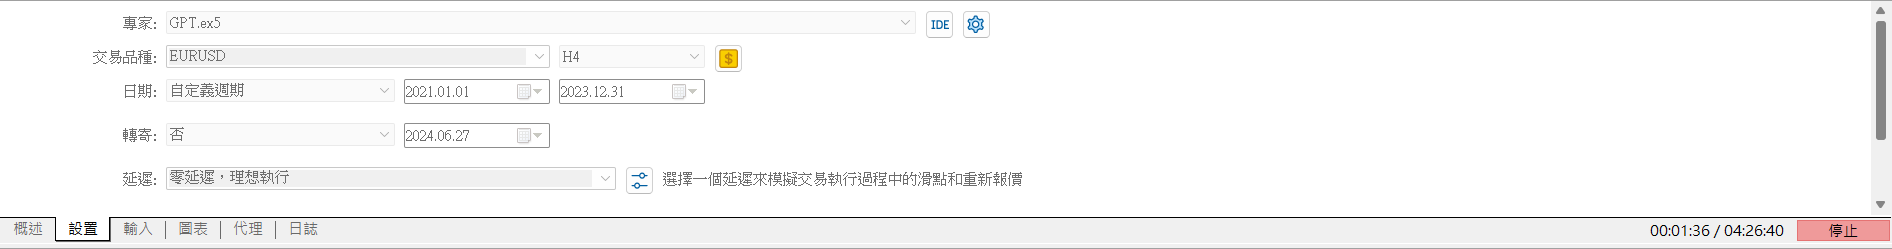 專家: GPT.ex5 IDE
交易品種: EURUSD H4 $
日期: 自定義週期 2021.01.01 2023.12.31
轉寄: 否 2024.06.27
延遲: 零延遲，理想執行 選擇一個延遲來模擬交易執行過程中的滑點和重新報價
概述 設置 輸入 圖表 代理 日誌 00:01:36 / 04:26:40 停止